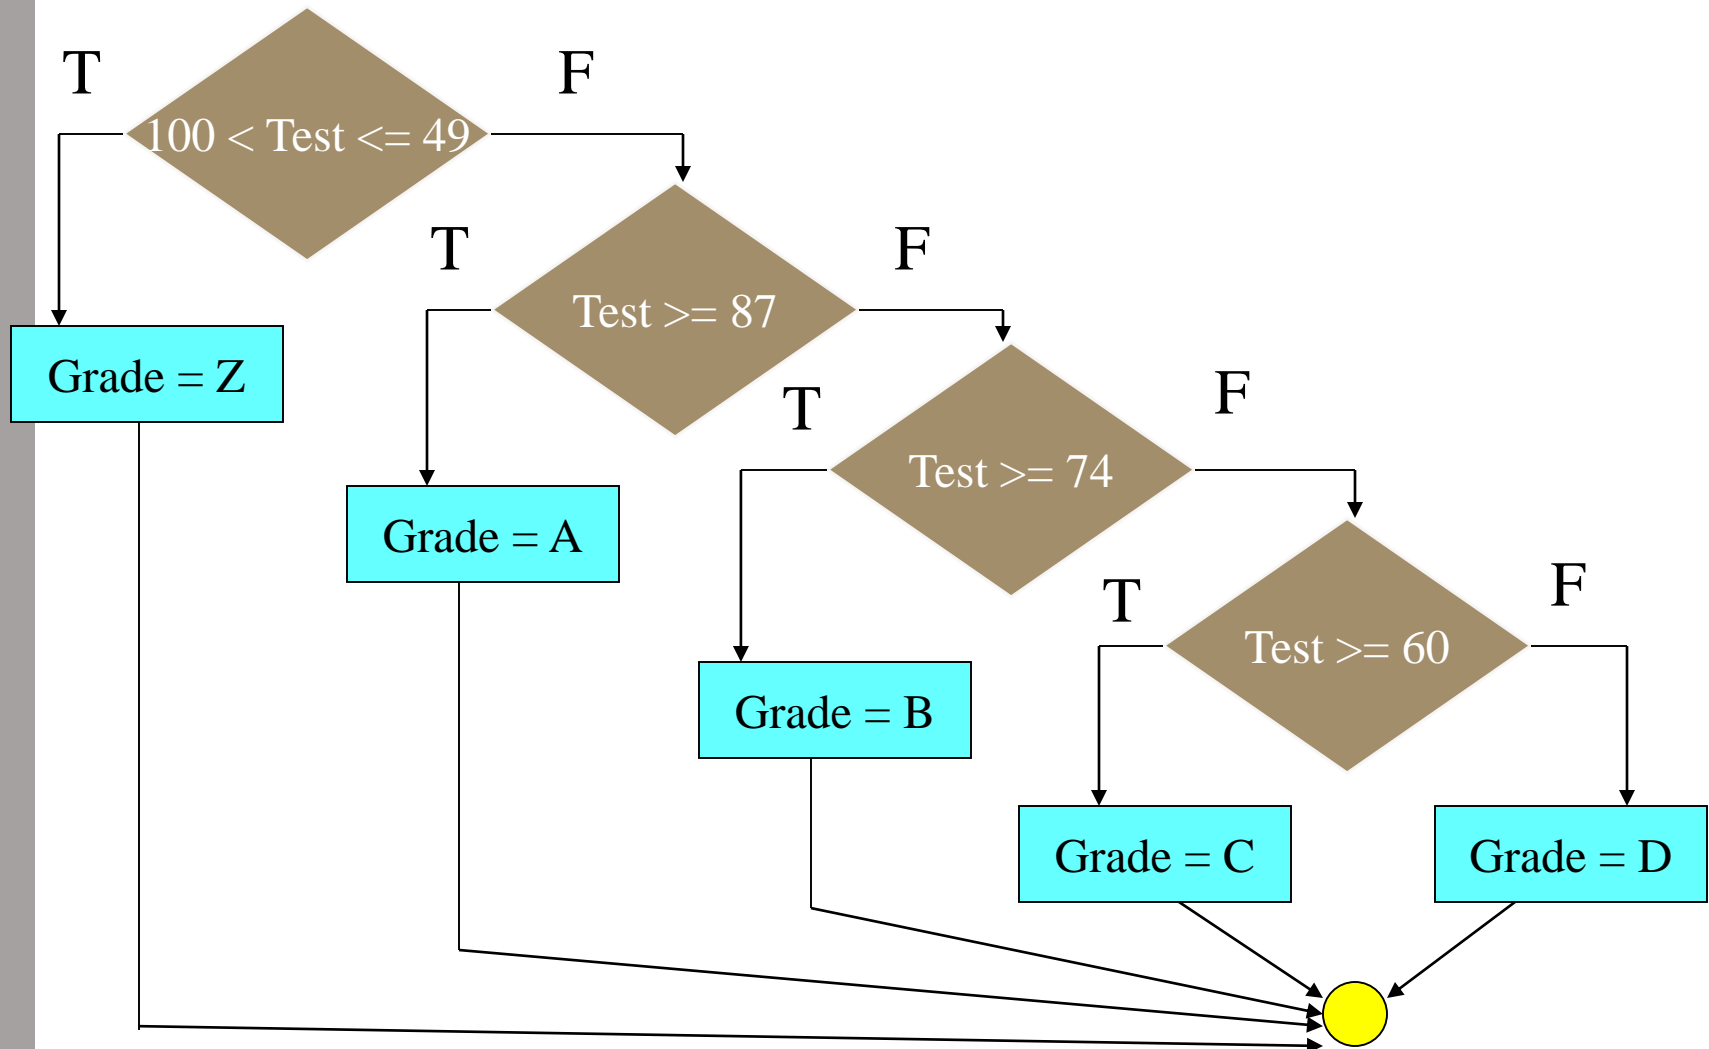 T
F
100 < Test <= 49
T
F
Test >= 87
Grade = Z
T
F
Test >= 74
Grade = A
T
F
Test >= 60
Grade = B
Grade = C
Grade = D